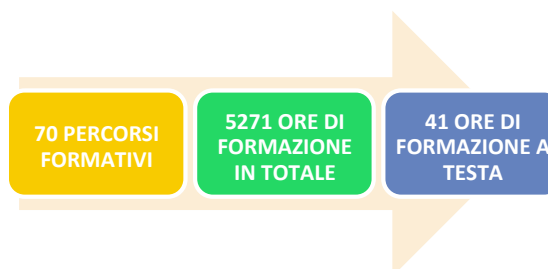 70 PERCORSI
FORMATIVI
5271 ORE DI
FORMAZIONE
IN TOTALE
41 ORE DI
FORMAZIONE A
TESTA